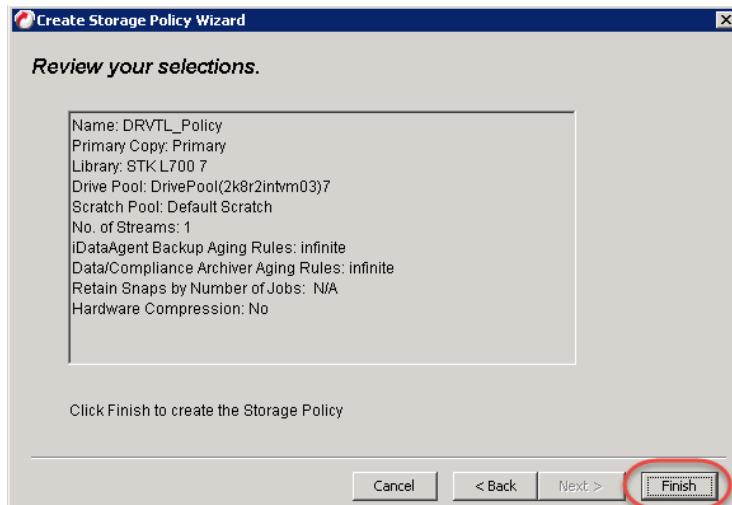 Create Storage Policy Wizard
Review your selections.
Name: DRVTL_Policy
Primary Copy: Primary
Library: STK L700 7
Drive Pool: DrivePool(2k8r2intvm03)7
Scratch Pool: Default Scratch
No. of Streams: 1
iDataAgent Backup Aging Rules: infinite
Data/Compliance Archiver Aging Rules: infinite
Retain Snaps by Number of Jobs:  N/A
Hardware Compression: No
Click Finish to create the Storage Policy
Cancel < Back Next > Finish